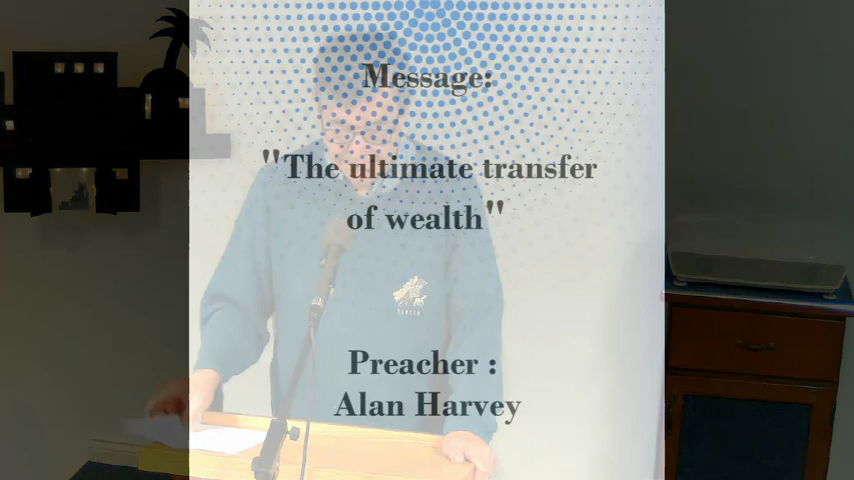 Message:
"The ultimate transfer
of wealth"
Preacher :
Alan Harvey